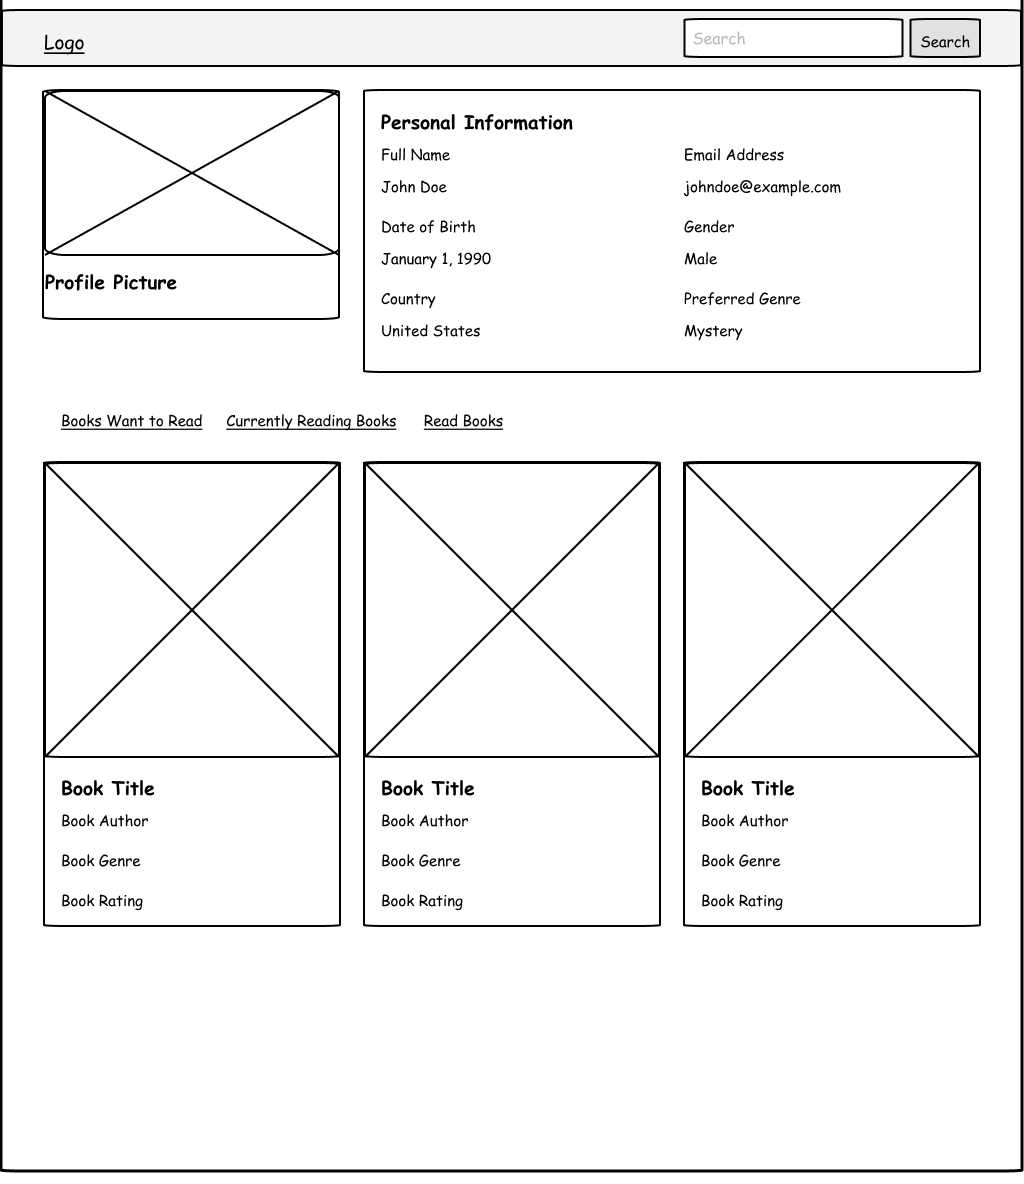 Logo
Search
Search
Profile Picture
Personal Information
Full Name
John Doe
Email Address
johndoe@example.com
Date of Birth
January 1, 1990
Gender
Male
Country
United States
Preferred Genre
Mystery
Books Want to Read
Currently Reading Books
Read Books
Book Title
Book Author
Book Genre
Book Rating
Book Title
Book Author
Book Genre
Book Rating
Book Title
Book Author
Book Genre
Book Rating